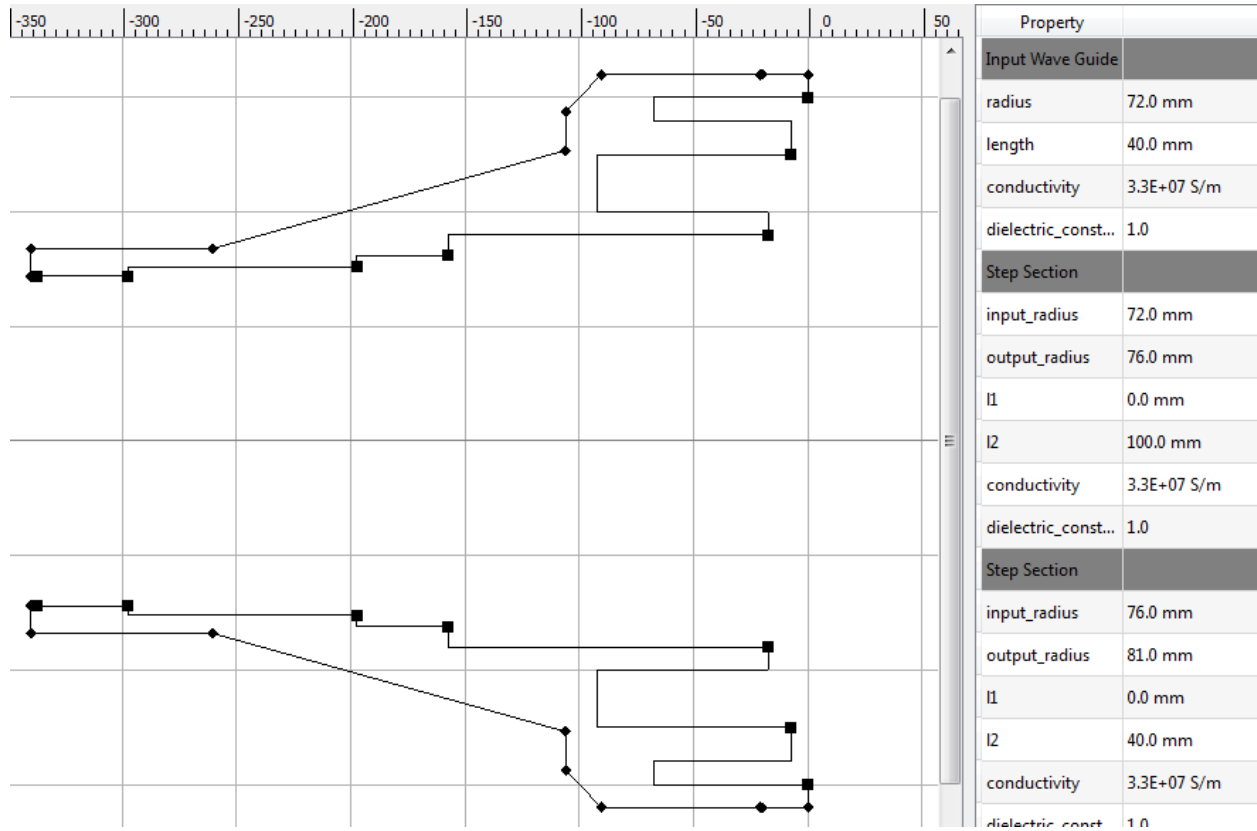 -350 -300 -250 -200 -150 -100 -50 0 50
Property
Input Wave Guide
radius 72.0 mm
length 40.0 mm
conductivity 3.3E+07 S/m
dielectric_const... 1.0
Step Section
input_radius 72.0 mm
output_radius 76.0 mm
l1 0.0 mm
l2 100.0 mm
conductivity 3.3E+07 S/m
dielectric_const... 1.0
Step Section
input_radius 76.0 mm
output_radius 81.0 mm
l1 0.0 mm
l2 40.0 mm
conductivity 3.3E+07 S/m
dielectric_const... 1.0